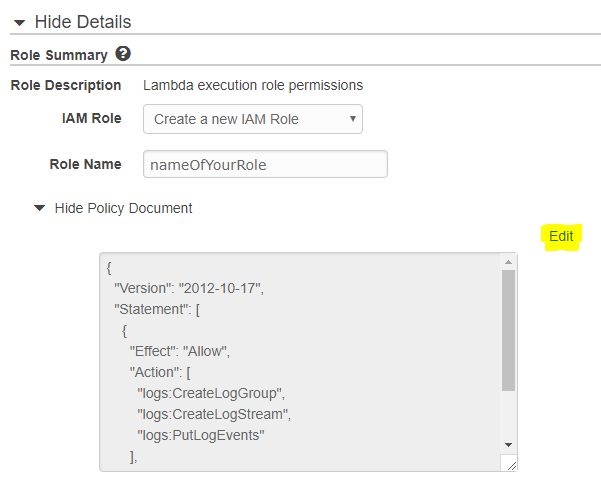 Hide Details
Role Summary ?
Role Description Lambda execution role permissions
IAM Role Create a new IAM Role
Role Name nameOfYourRole
Hide Policy Document
Edit
{
"Version": "2012-10-17",
"Statement": [
{
"Effect": "Allow",
"Action": [
"logs:CreateLogGroup",
"logs:CreateLogStream",
"logs:PutLogEvents"
],